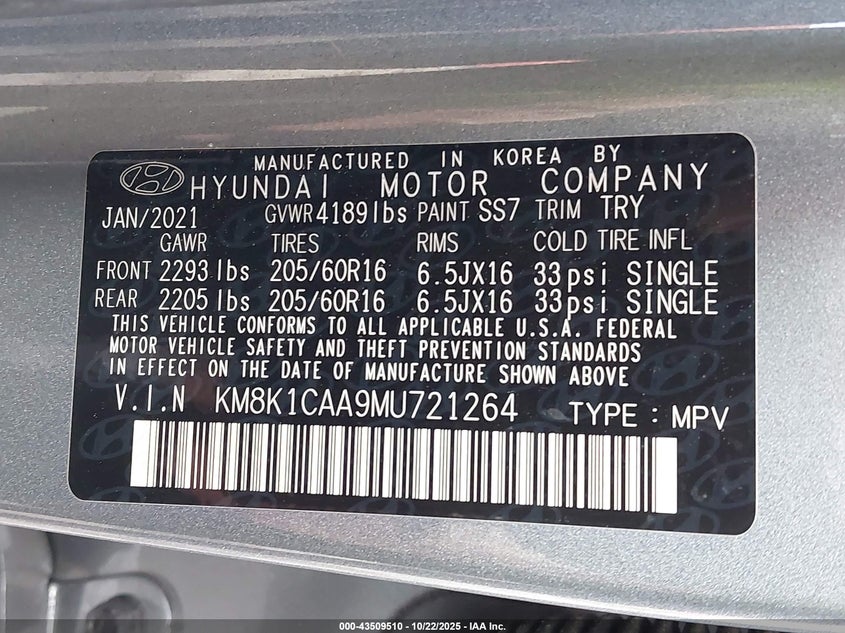 MANUFACTURED IN KOREA BY
HYUNDAI MOTOR COMPANY
JAN/2021 GVWR 4189 lbs PAINT SS7 TRIM TRY
GAWR TIRES RIMS COLD TIRE INFL
FRONT 2293 lbs 205/60R16 6.5JX16 33psi SINGLE
REAR 2205 lbs 205/60R16 6.5JX16 33psi SINGLE
THIS VEHICLE CONFORMS TO ALL APPLICABLE U.S.A. FEDERAL
MOTOR VEHICLE SAFETY AND THEFT PREVENTION STANDARDS
IN EFFECT ON THE DATE OF MANUFACTURE SHOWN ABOVE
V.I.N KM8K1CAA9MU721264 TYPE : MPV
000-43509510 - 10/22/2025 - IAA Inc.